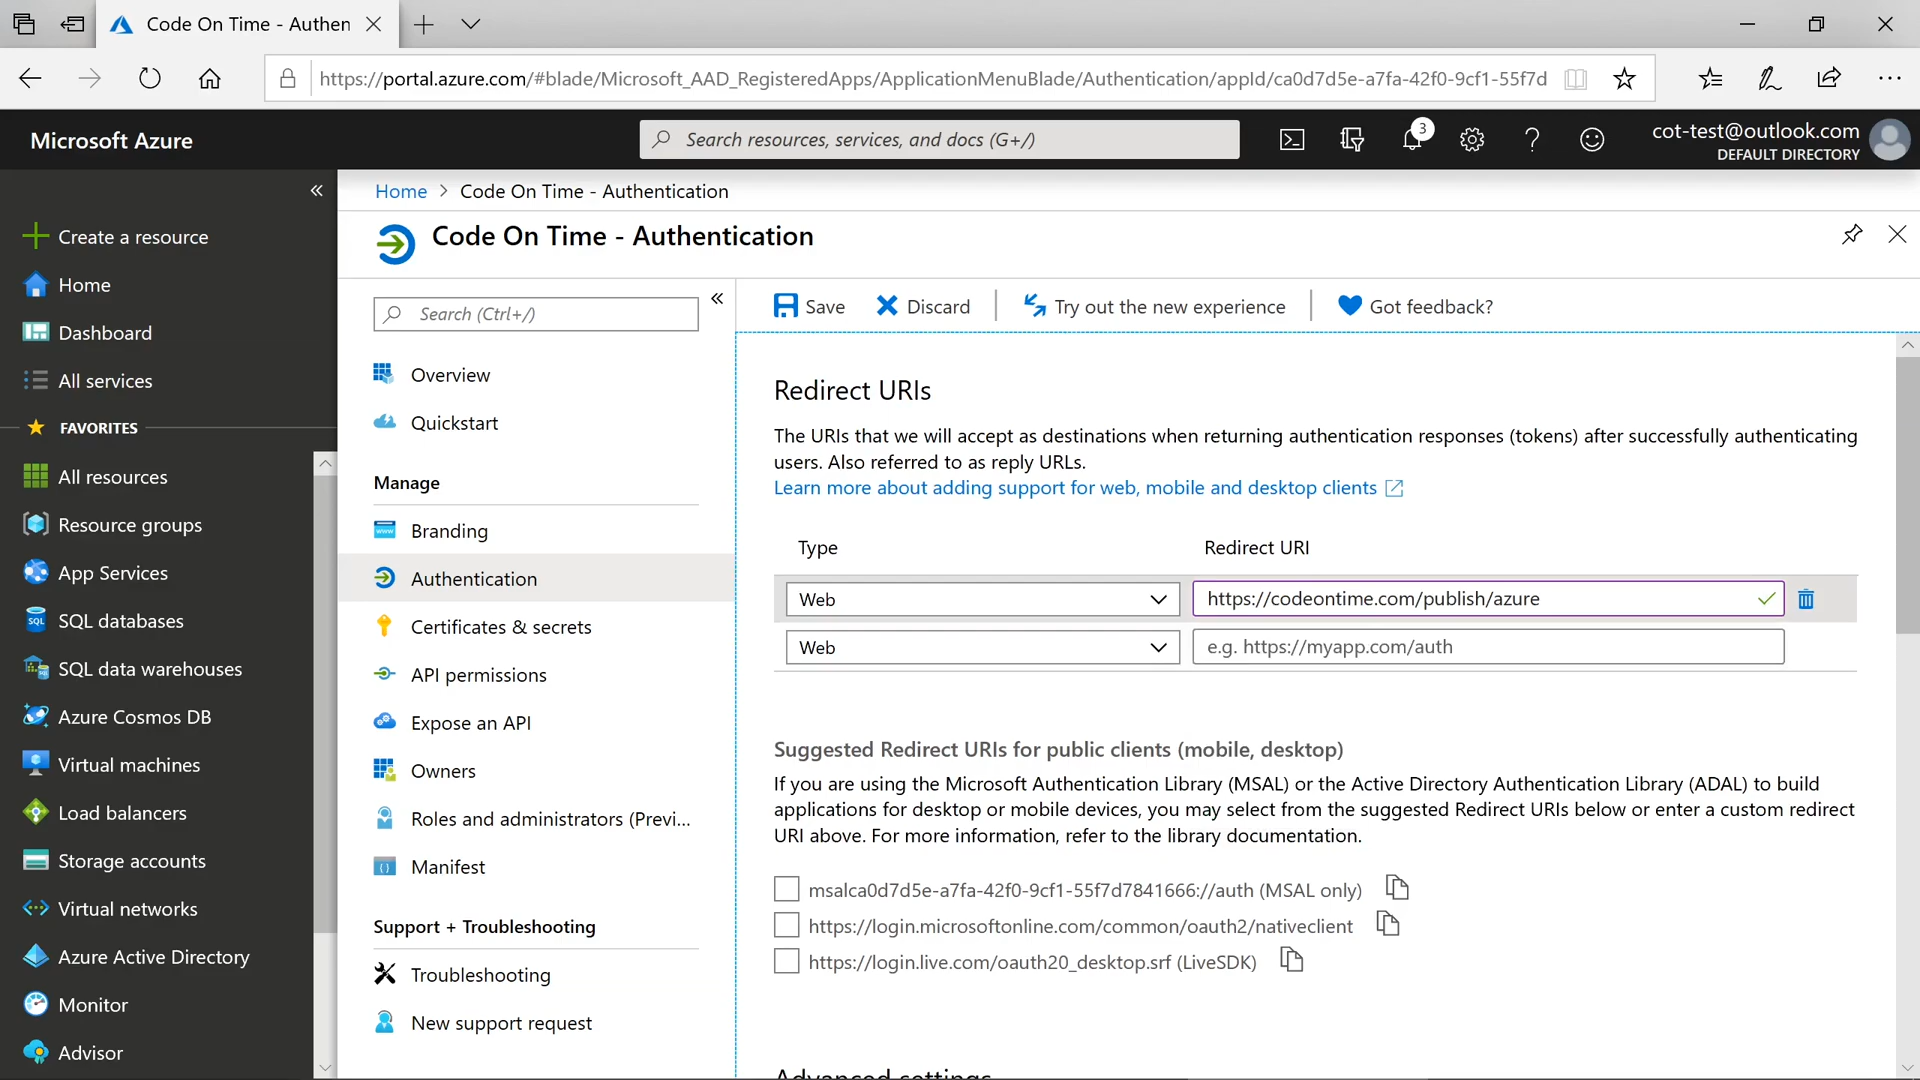 Code On Time - Authen
https://portal.azure.com/#blade/Microsoft_AAD_RegisteredApps/ApplicationMenuBlade/Authentication/appId/ca0d7d5e-a7fa-42f0-9cf1-55f7d
Microsoft Azure
Search resources, services, and docs (G+/)
3
cot-test@outlook.com
DEFAULT DIRECTORY
Create a resource
Home
Dashboard
All services
FAVORITES
All resources
Resource groups
App Services
SQL databases
SQL data warehouses
Azure Cosmos DB
Virtual machines
Load balancers
Storage accounts
Virtual networks
Azure Active Directory
Monitor
Advisor
Home > Code On Time - Authentication
Code On Time - Authentication
Search (Ctrl+/)
Overview
Quickstart
Manage
Branding
Authentication
Certificates & secrets
API permissions
Expose an API
Owners
Roles and administrators (Previ...
Manifest
Support + Troubleshooting
Troubleshooting
New support request
Save
Discard
Try out the new experience
Got feedback?
Redirect URIs
The URIs that we will accept as destinations when returning authentication responses (tokens) after successfully authenticating
users. Also referred to as reply URLs.
Learn more about adding support for web, mobile and desktop clients
Type
Redirect URI
Web
https://codeontime.com/publish/azure
Web
e.g. https://myapp.com/auth
Suggested Redirect URIs for public clients (mobile, desktop)
If you are using the Microsoft Authentication Library (MSAL) or the Active Directory Authentication Library (ADAL) to build
applications for desktop or mobile devices, you may select from the suggested Redirect URIs below or enter a custom redirect
URI above. For more information, refer to the library documentation.
msalca0d7d5e-a7fa-42f0-9cf1-55f7d7841666://auth (MSAL only)
https://login.microsoftonline.com/common/oauth2/nativeclient
https://login.live.com/oauth20_desktop.srf (LiveSDK)
Advanced settings